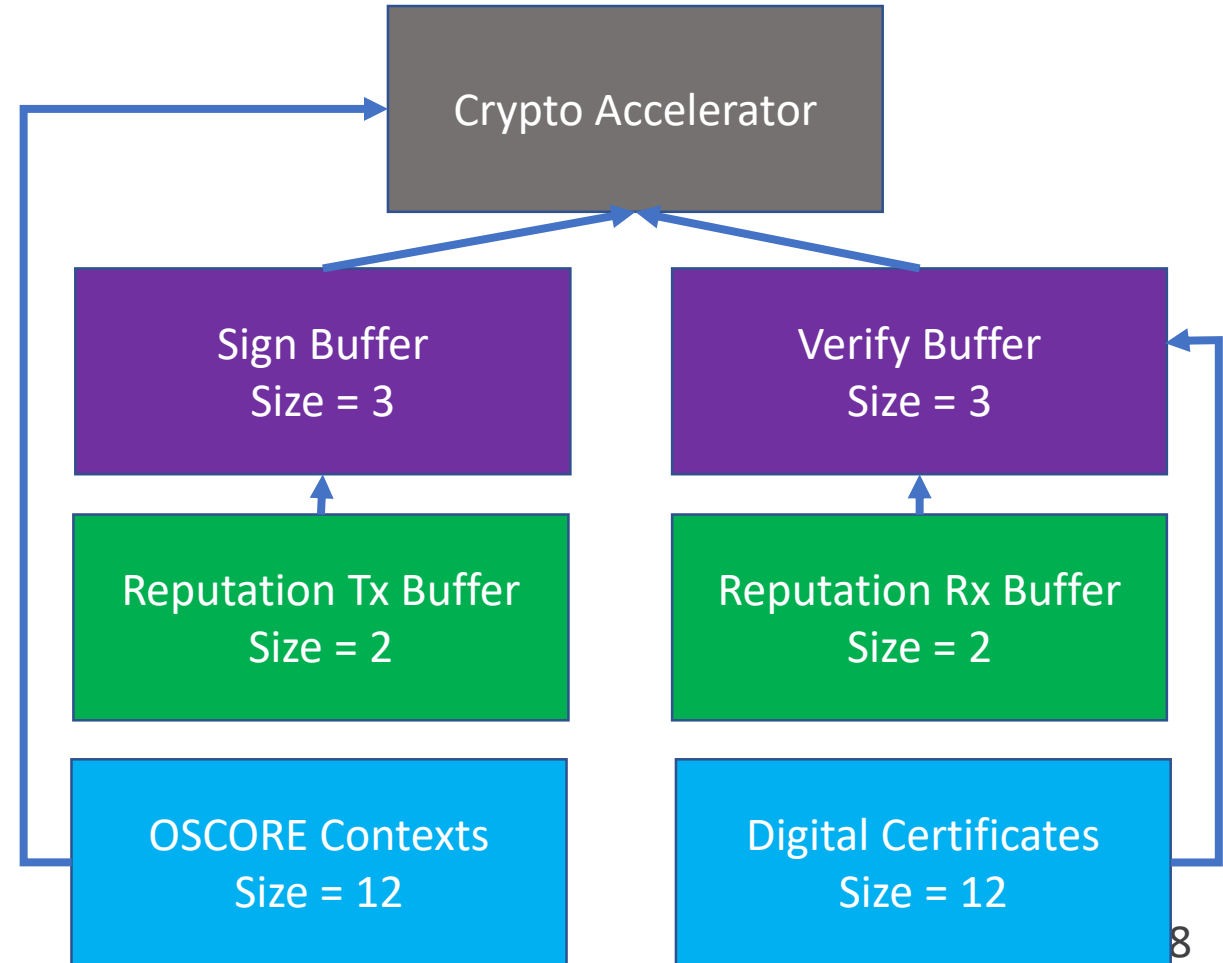 Crypto Accelerator
Sign Buffer
Size = 3
Verify Buffer
Size = 3
Reputation Tx Buffer
Size = 2
Reputation Rx Buffer
Size = 2
OSCORE Contexts
Size = 12
Digital Certificates
Size = 12
8